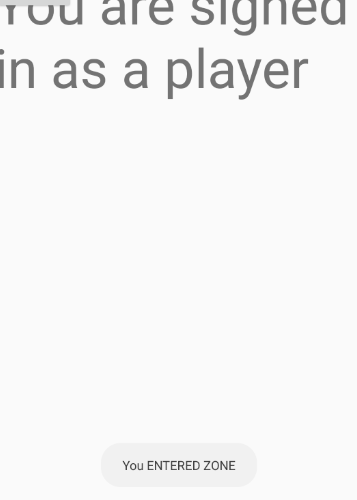 You are signed
in as a player
You ENTERED ZONE